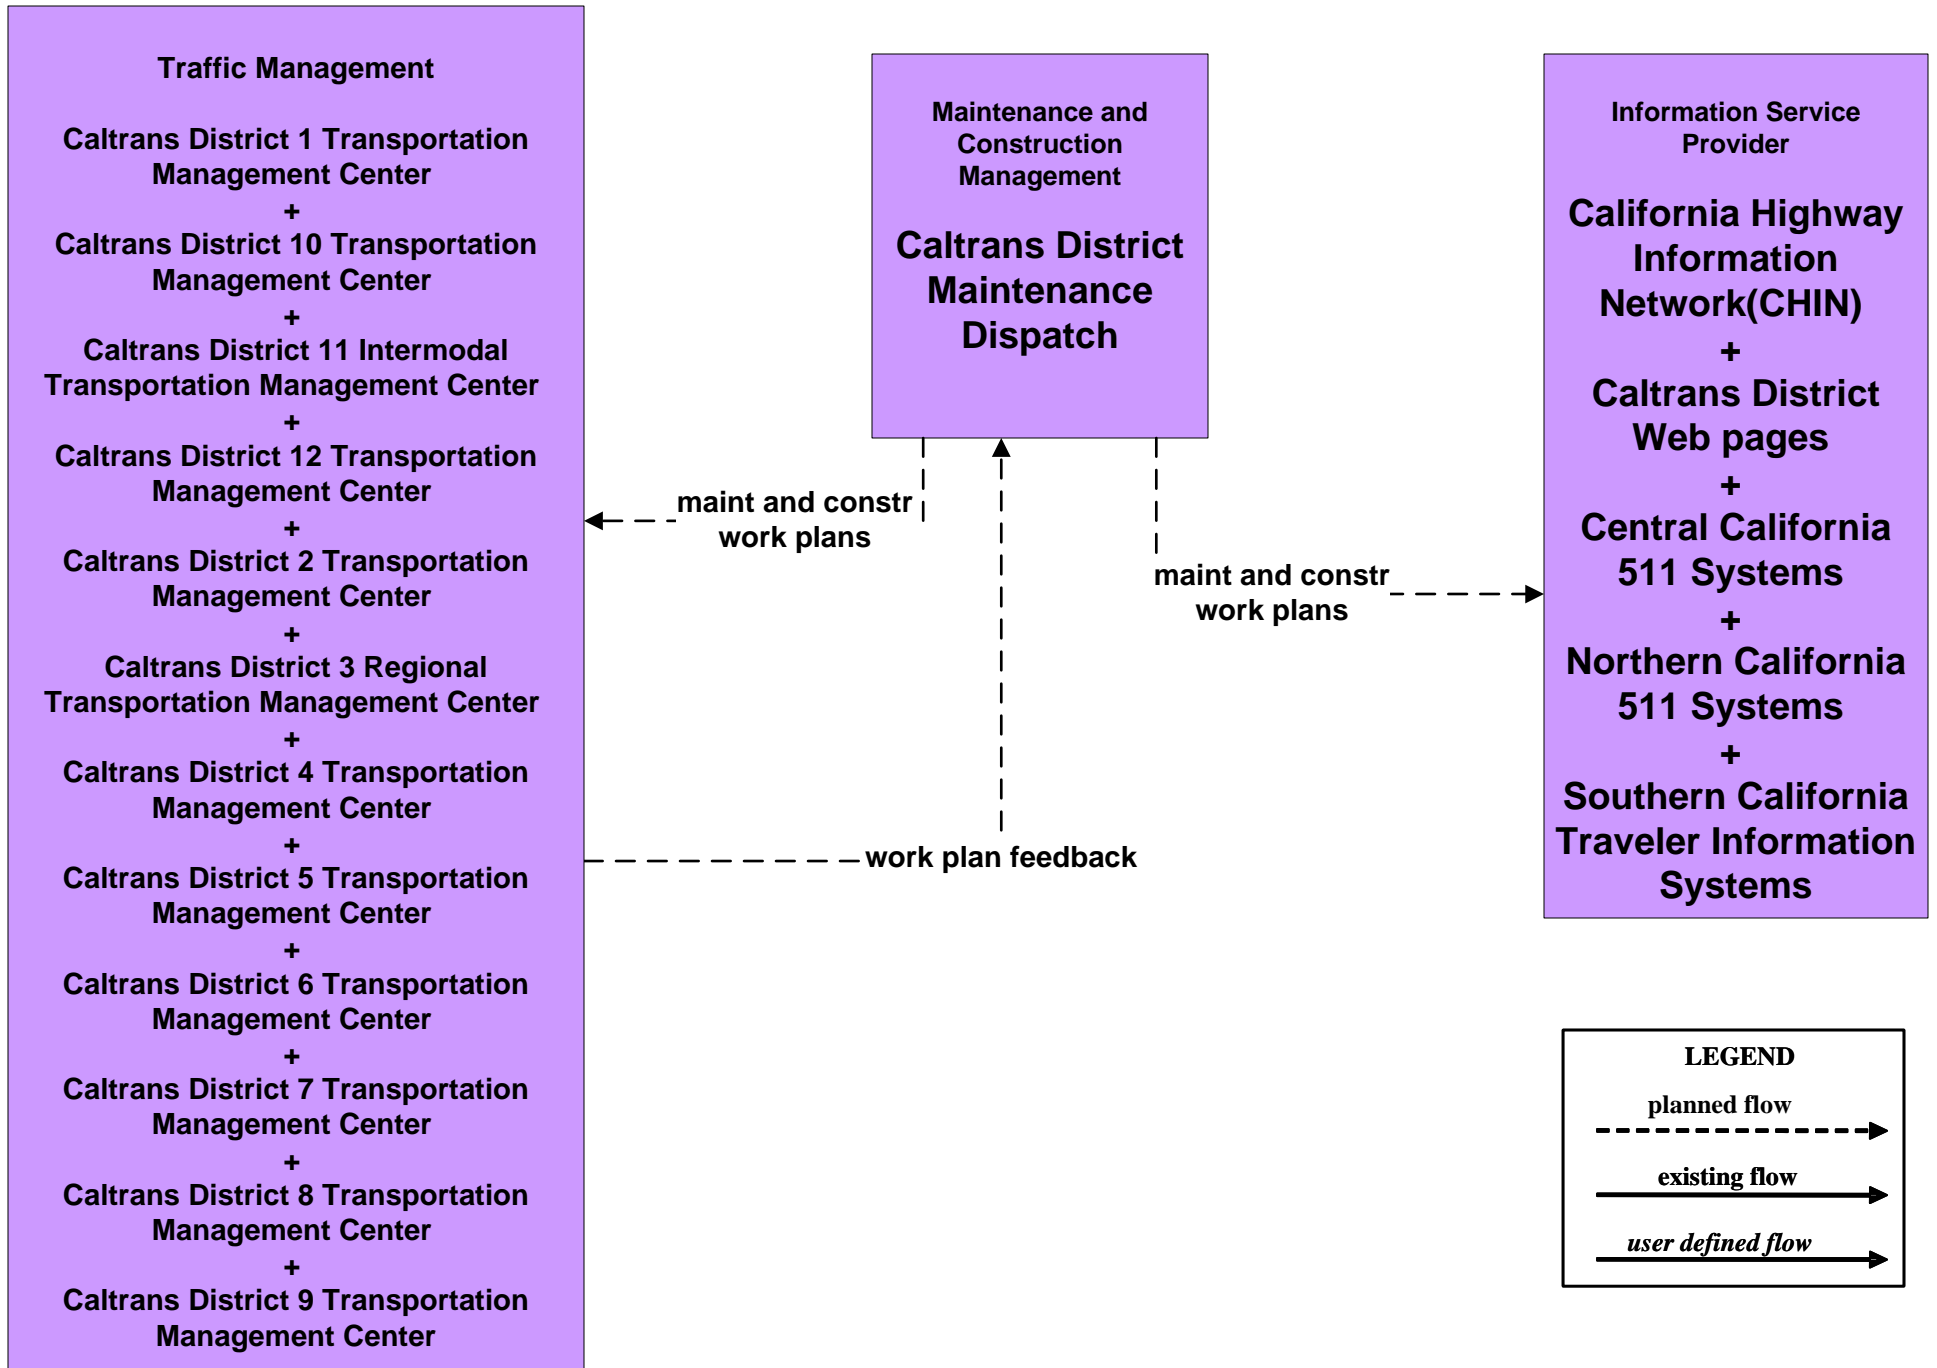 Traffic Management
Caltrans District 1 Transportation
Management Center
+
Caltrans District 10 Transportation
Management Center
+
Caltrans District 11 Intermodal
Transportation Management Center
+
Caltrans District 12 Transportation
Management Center
+
Caltrans District 2 Transportation
Management Center
+
Caltrans District 3 Regional
Transportation Management Center
+
Caltrans District 4 Transportation
Management Center
+
Caltrans District 5 Transportation
Management Center
+
Caltrans District 6 Transportation
Management Center
+
Caltrans District 7 Transportation
Management Center
+
Caltrans District 8 Transportation
Management Center
+
Caltrans District 9 Transportation
Management Center
Maintenance and
Construction
Management
Caltrans District
Maintenance
Dispatch
maint and constr
work plans
work plan feedback
maint and constr
work plans
Information Service
Provider
California Highway
Information
Network(CHIN)
+
Caltrans District
Web pages
+
Central California
511 Systems
+
Northern California
511 Systems
+
Southern California
Traveler Information
Systems
LEGEND
planned flow
existing flow
user defined flow